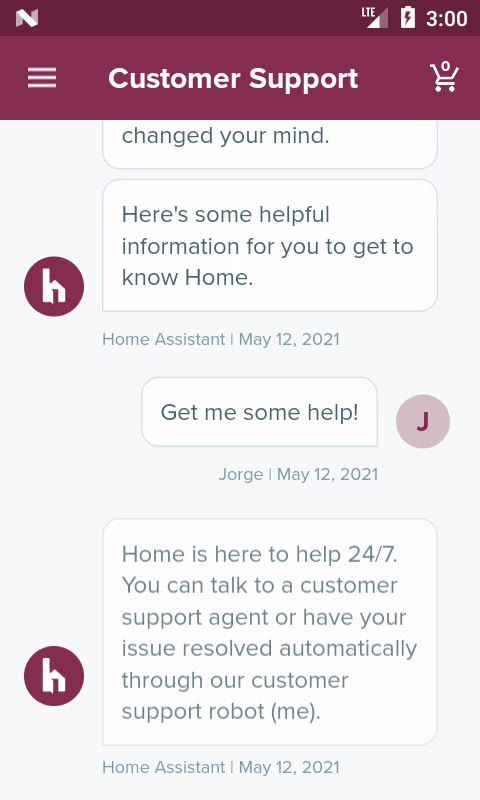 LTE 3:00
Customer Support
0
changed your mind.
Here's some helpful
information for you to get to
know Home.
h
Home Assistant | May 12, 2021
Get me some help!
J
Jorge | May 12, 2021
Home is here to help 24/7.
You can talk to a customer
support agent or have your
issue resolved automatically
through our customer
support robot (me).
h
Home Assistant | May 12, 2021